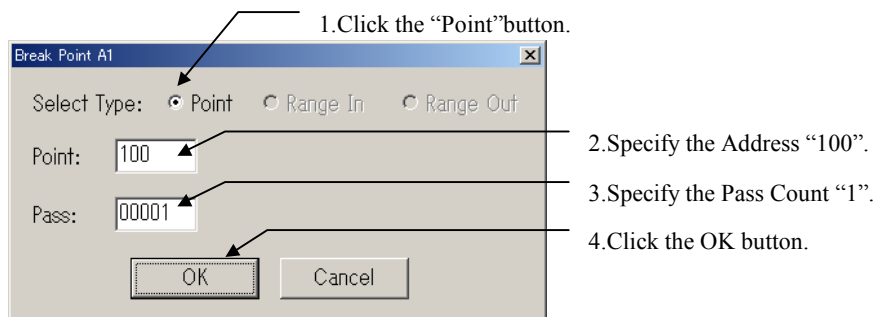 1.Click the “Point”button.
Break Point A1
Select Type: Point Range In Range Out
Point: 100
2.Specify the Address “100”.
Pass: 00001
3.Specify the Pass Count “1”.
4.Click the OK button.
OK Cancel